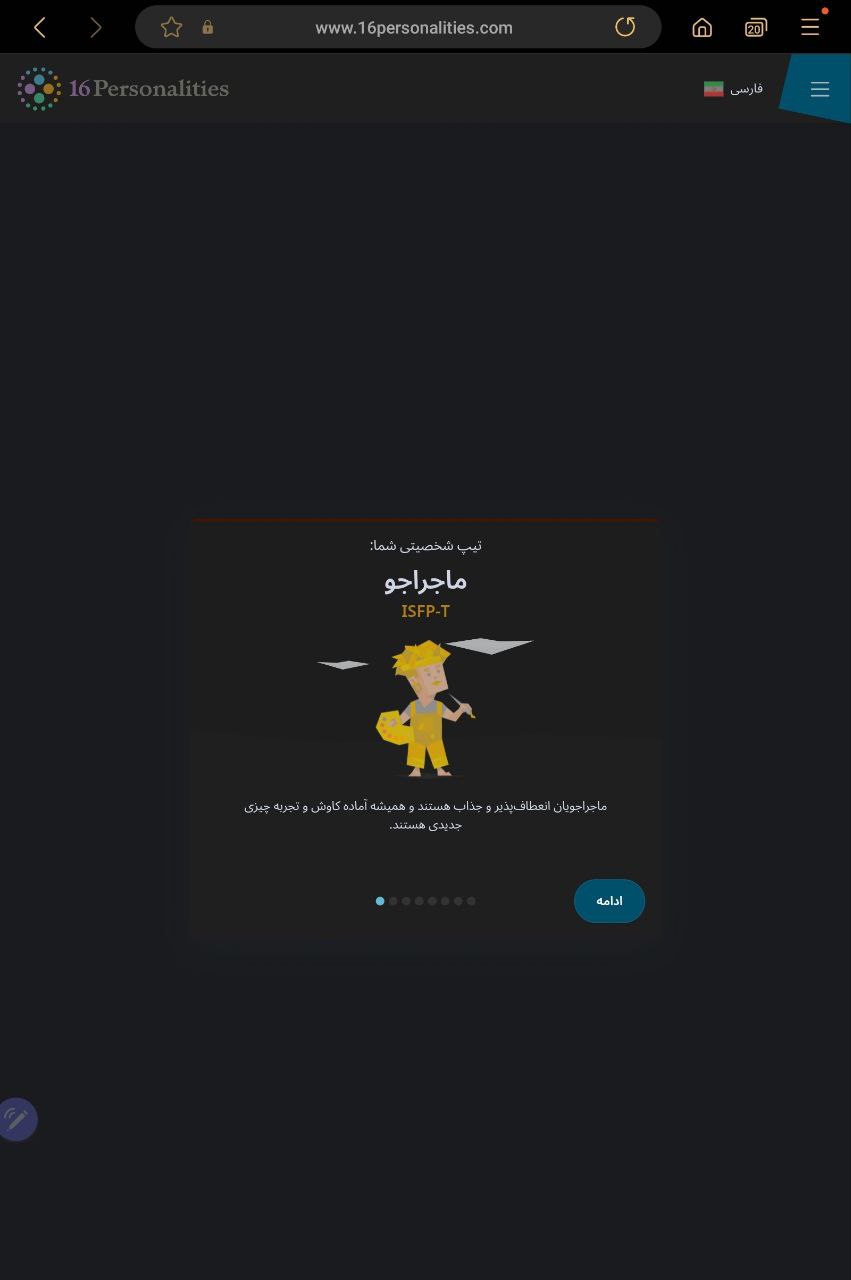 www.16personalities.com
20
16Personalities
فارسی
تیپ شخصیتی شما:
ماجراجو
ISFP-T
ماجراجویان انعطاف‌پذیر و جذاب هستند و همیشه آماده کاوش و تجربه چیزی
جدیدی هستند.
ادامه